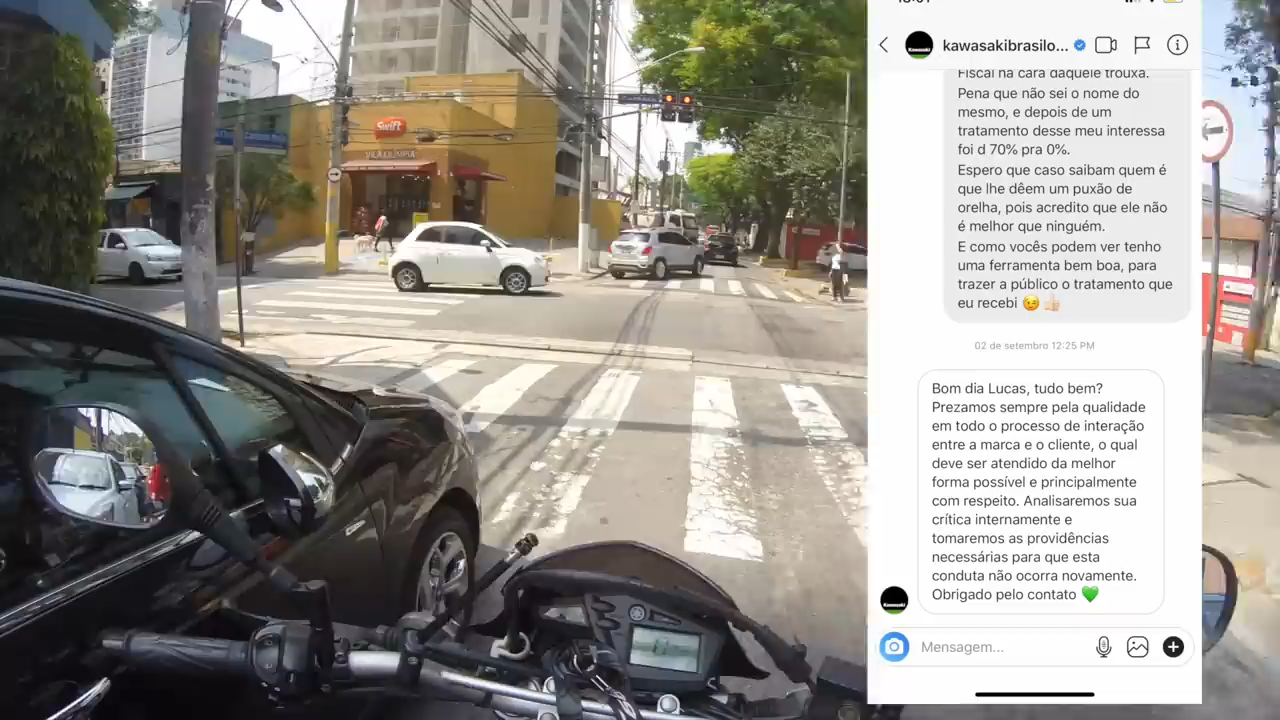 Swift
VILA OLÍMPIA
kawasakibrasilo...
Kawasaki
Fiscal na cara daquele trouxa.
Pena que não sei o nome do
mesmo, e depois de um
tratamento desse meu interessa
foi d 70% pra 0%.
Espero que caso saibam quem é
que lhe dêem um puxão de
orelha, pois acredito que ele não
é melhor que ninguém.
E como vocês podem ver tenho
uma ferramenta bem boa, para
trazer a público o tratamento que
eu recebi 😉👍🏻
02 de setembro 12:25 PM
Bom dia Lucas, tudo bem?
Prezamos sempre pela qualidade
em todo o processo de interação
entre a marca e o cliente, o qual
deve ser atendido da melhor
forma possível e principalmente
com respeito. Analisaremos sua
crítica internamente e
tomaremos as providências
necessárias para que esta
conduta não ocorra novamente.
Obrigado pelo contato 💚
Kawasaki
Mensagem...